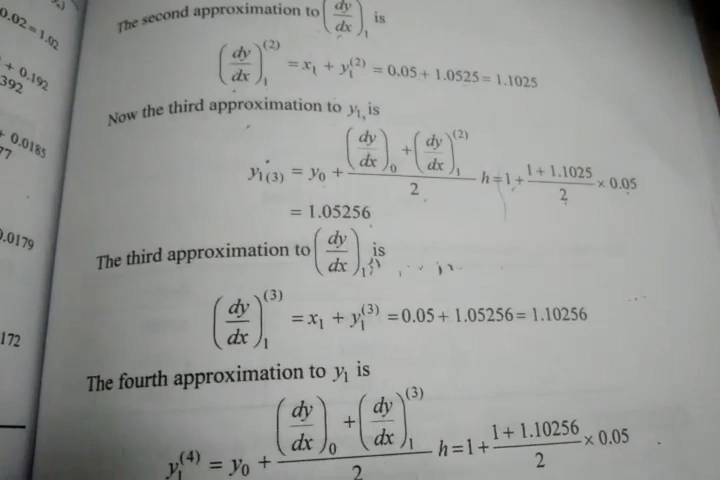 0.02 = 1.02
+ 0.192
392
+ 0.0185
77
0.0179
172
The second approximation to (dy/dx)₁ is
(dy/dx)₁⁽²⁾ = x₁ + y₁⁽²⁾ = 0.05 + 1.0525 = 1.1025
Now the third approximation to y₁, is
y₁₍₃₎ = y₀ + ((dy/dx)₀ + (dy/dx)₁⁽²⁾)/2 h = 1 + (1 + 1.1025)/2 × 0.05
= 1.05256
The third approximation to (dy/dx)₁ is
(dy/dx)₁⁽³⁾ = x₁ + y₁⁽³⁾ = 0.05 + 1.05256 = 1.10256
The fourth approximation to y₁ is
y₁⁽⁴⁾ = y₀ + ((dy/dx)₀ + (dy/dx)₁⁽³⁾)/2 h = 1 + (1 + 1.10256)/2 × 0.05